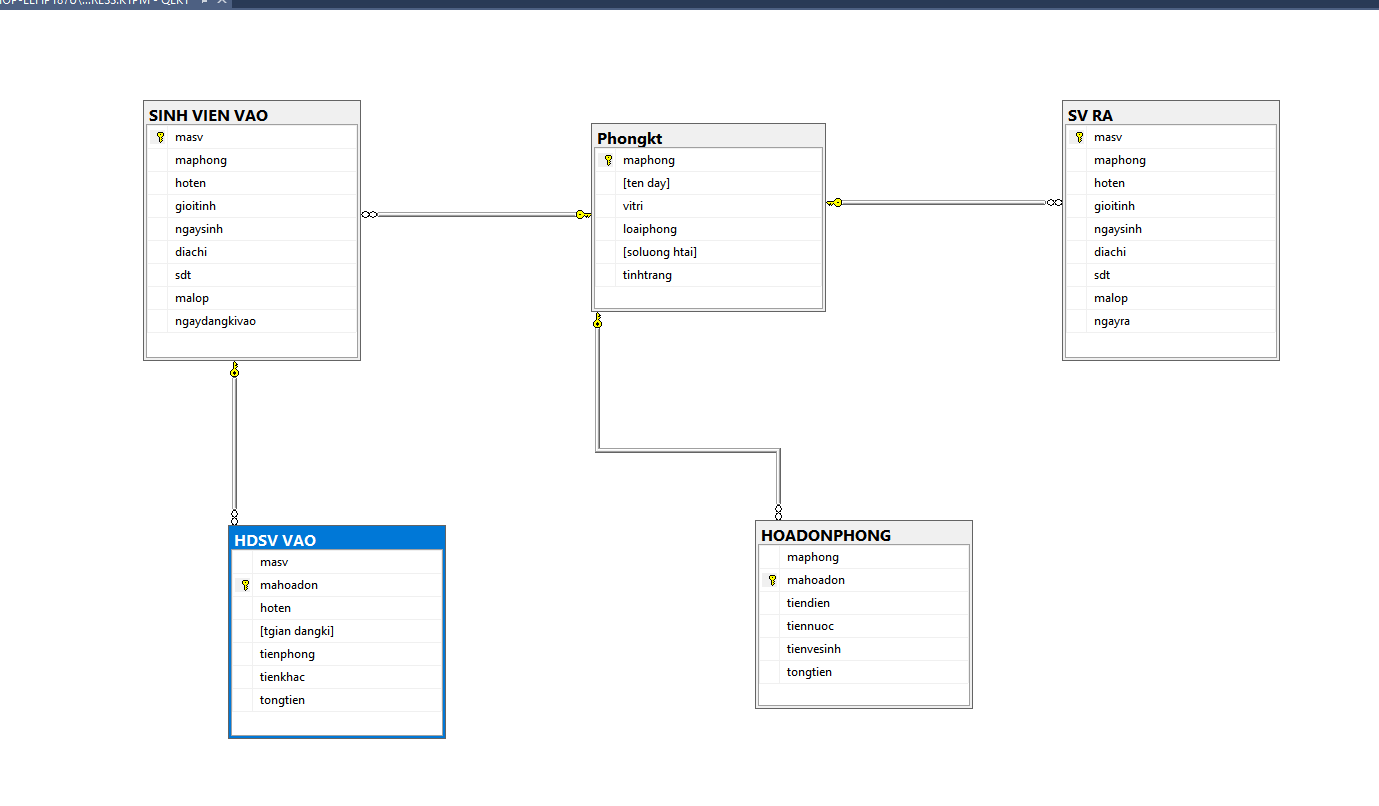 SINH VIEN VAO
masv
maphong
hoten
gioitinh
ngaysinh
diachi
sdt
malop
ngaydangkivao
Phongkt
maphong
[ten day]
vitri
loaiphong
[soluong htai]
tinhtrang
SV RA
masv
maphong
hoten
gioitinh
ngaysinh
diachi
sdt
malop
ngayra
HDSV VAO
masv
mahoadon
hoten
[tgian dangki]
tienphong
tienkhac
tongtien
HOADONPHONG
maphong
mahoadon
tiendien
tiennuoc
tienvesinh
tongtien